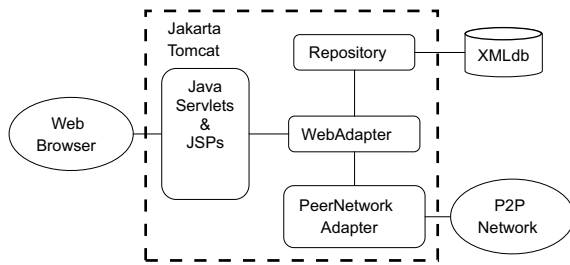 Jakarta
Tomcat
Repository
XMLdb
Java
Servlets
&
JSPs
Web
Browser
WebAdapter
PeerNetwork
Adapter
P2P
Network